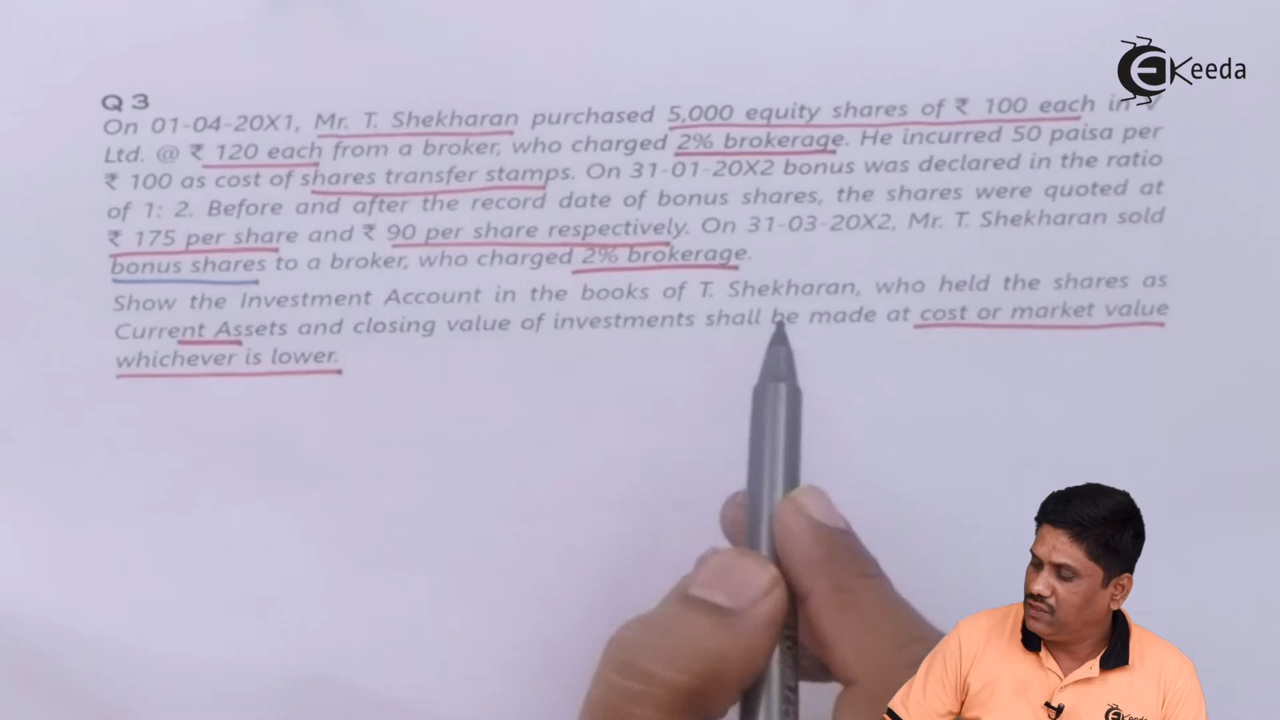 Keeda
Q 3
On 01-04-20X1, Mr. T. Shekharan purchased 5,000 equity shares of ₹ 100 each in V
Ltd. @ ₹ 120 each from a broker, who charged 2% brokerage. He incurred 50 paisa per
₹ 100 as cost of shares transfer stamps. On 31-01-20X2 bonus was declared in the ratio
of 1: 2. Before and after the record date of bonus shares, the shares were quoted at
₹ 175 per share and ₹ 90 per share respectively. On 31-03-20X2, Mr. T. Shekharan sold
bonus shares to a broker, who charged 2% brokerage.
Show the Investment Account in the books of T. Shekharan, who held the shares as
Current Assets and closing value of investments shall be made at cost or market value
whichever is lower.
Keeda